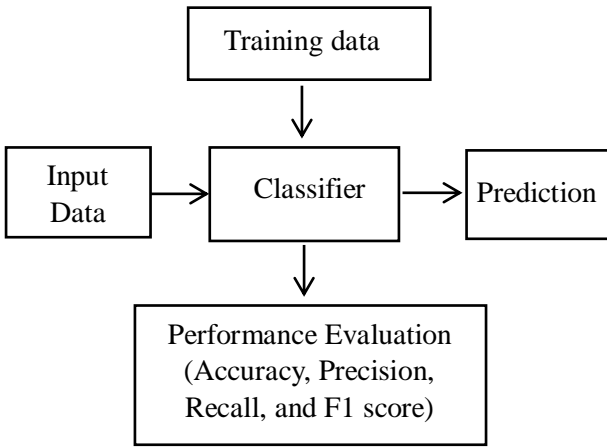 Training data
Input
Data
Classifier
Prediction
Performance Evaluation
(Accuracy, Precision,
Recall, and F1 score)